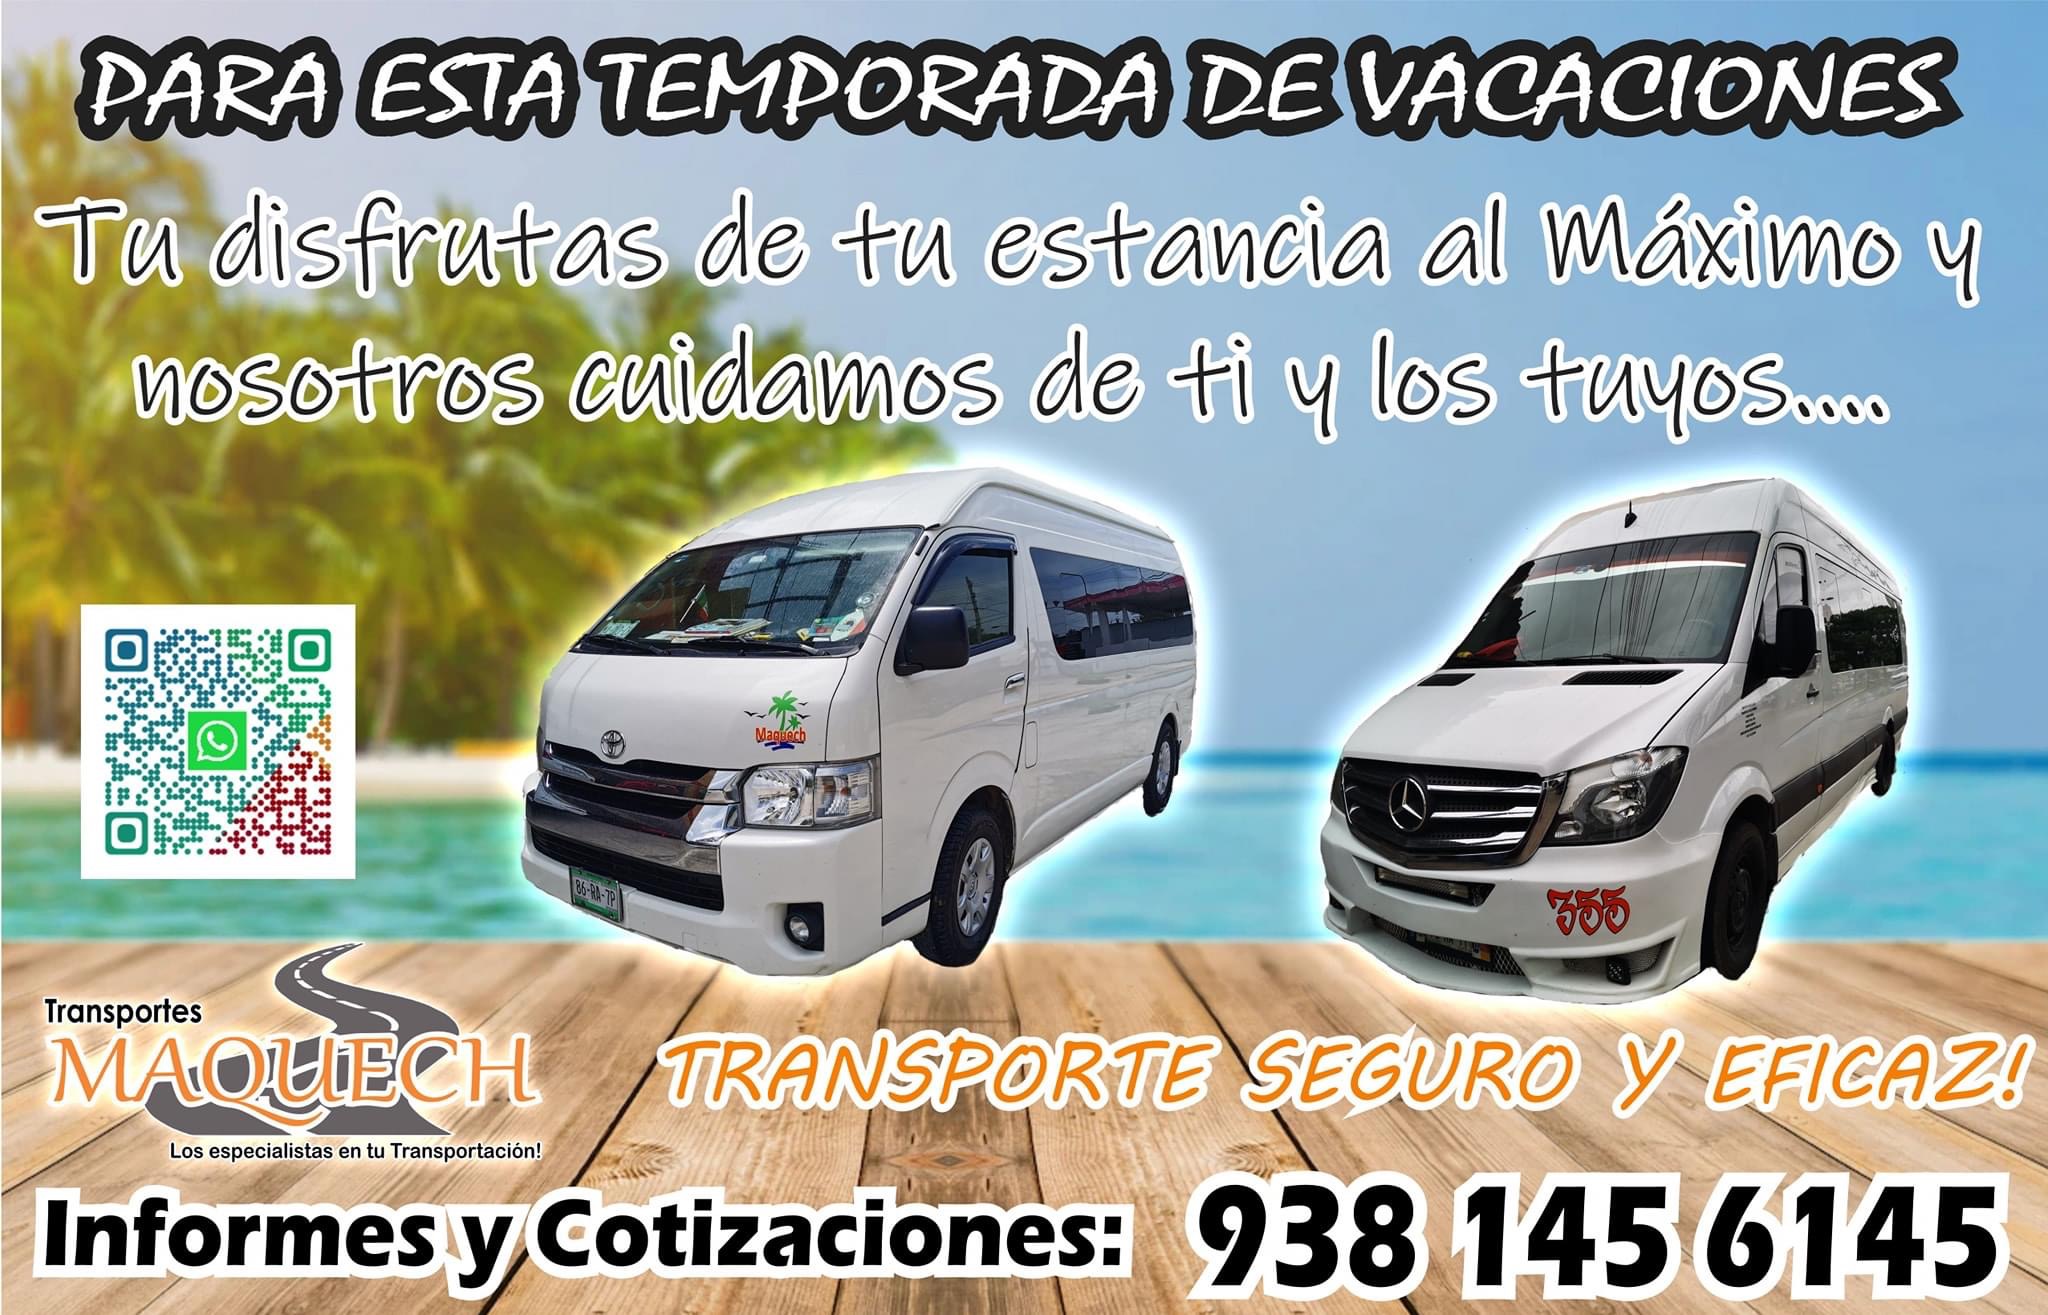 PARA ESTA TEMPORADA DE VACACIONES
Tu disfrutas de tu estancia al Máximo y
nosotros cuidamos de ti y los tuyos....
Maquech
86-RA-7P
355
Transportes
MAQUECH
Los especialistas en tu Transportación!
TRANSPORTE SEGURO Y EFICAZ!
Informes y Cotizaciones: 938 145 6145